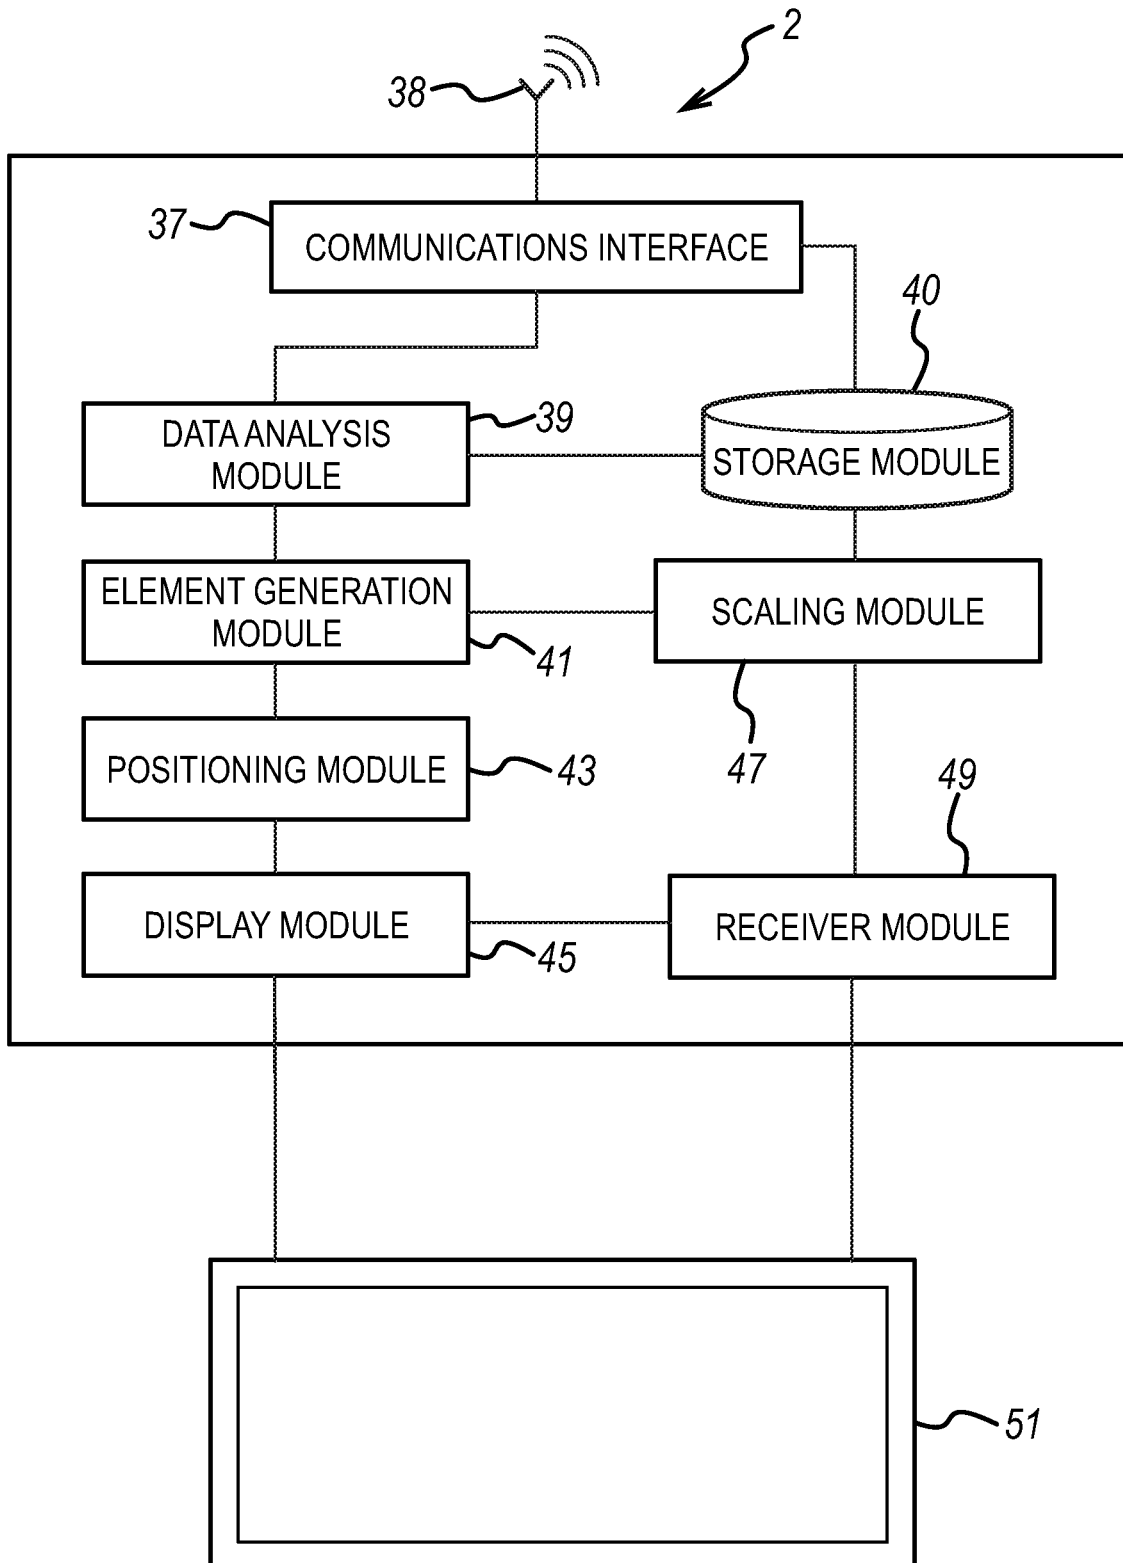 2
38
37
COMMUNICATIONS INTERFACE
40
DATA ANALYSIS
MODULE
39
STORAGE MODULE
ELEMENT GENERATION
MODULE
41
SCALING MODULE
47
POSITIONING MODULE
43
49
DISPLAY MODULE
45
RECEIVER MODULE
51